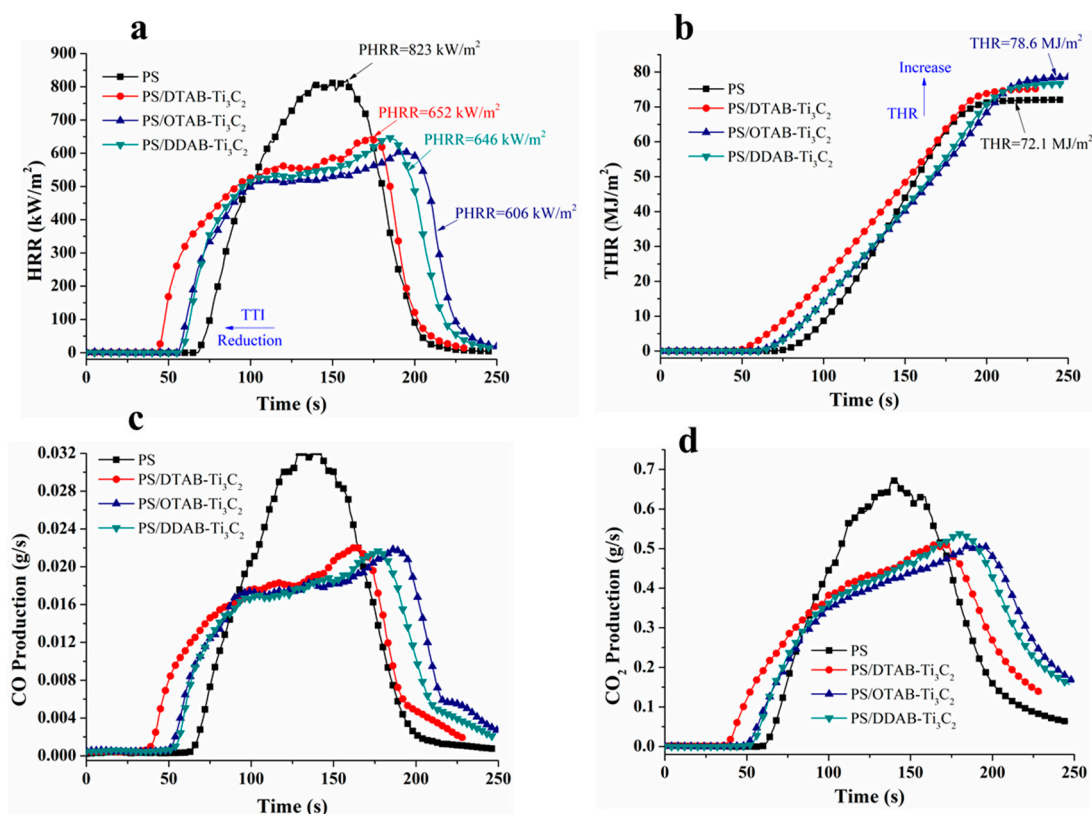 a
PHRR=823 kW/m²
PS
PS/DTAB-Ti₃C₂
PS/OTAB-Ti₃C₂
PS/DDAB-Ti₃C₂
PHRR=652 kW/m²
PHRR=646 kW/m²
PHRR=606 kW/m²
TTI
Reduction
HRR (kW/m²)
900
800
700
600
500
400
300
200
100
0
0 50 100 150 200 250
Time (s)
b
THR=78.6 MJ/m²
Increase
THR
THR=72.1 MJ/m²
PS
PS/DTAB-Ti₃C₂
PS/OTAB-Ti₃C₂
PS/DDAB-Ti₃C₂
THR (MJ/m²)
80
70
60
50
40
30
20
10
0
0 50 100 150 200 250
Time (s)
c
PS
PS/DTAB-Ti₃C₂
PS/OTAB-Ti₃C₂
PS/DDAB-Ti₃C₂
CO Production (g/s)
0.032
0.028
0.024
0.020
0.016
0.012
0.008
0.004
0.000
0 50 100 150 200 250
Time (s)
d
CO₂ Production (g/s)
0.7
0.6
0.5
0.4
0.3
0.2
0.1
0.0
PS
PS/DTAB-Ti₃C₂
PS/OTAB-Ti₃C₂
PS/DDAB-Ti₃C₂
0 50 100 150 200 250
Time (s)